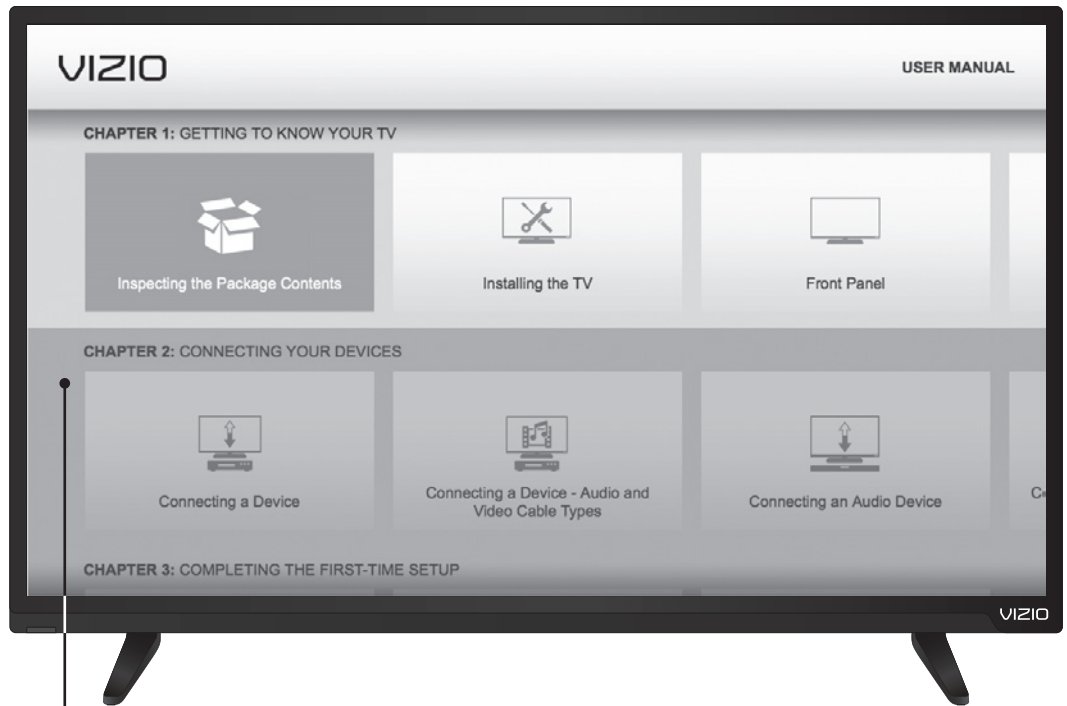 VIZIO
USER MANUAL
CHAPTER 1: GETTING TO KNOW YOUR TV
Inspecting the Package Contents
Installing the TV
Front Panel
CHAPTER 2: CONNECTING YOUR DEVICES
Connecting a Device
Connecting a Device - Audio and
Video Cable Types
Connecting an Audio Device
CHAPTER 3: COMPLETING THE FIRST-TIME SETUP
VIZIO